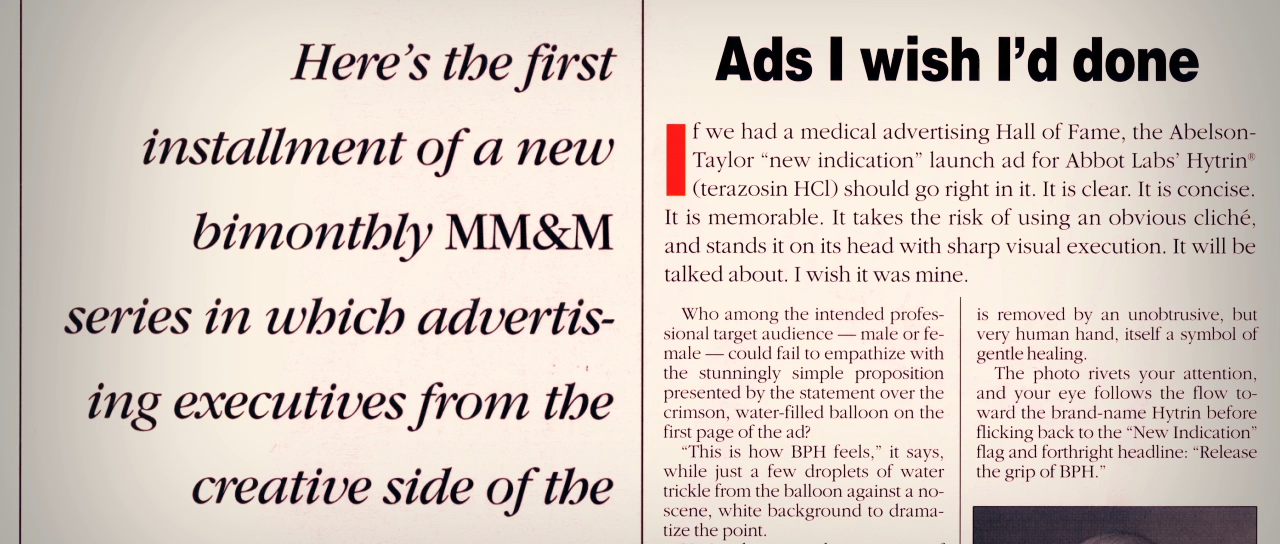 Here's the first
installment of a new
bimonthly MM&M
series in which advertis-
ing executives from the
creative side of the
Ads I wish I'd done
If we had a medical advertising Hall of Fame, the Abelson-
Taylor “new indication” launch ad for Abbot Labs’ Hytrin®
(terazosin HCl) should go right in it. It is clear. It is concise.
It is memorable. It takes the risk of using an obvious cliché,
and stands it on its head with sharp visual execution. It will be
talked about. I wish it was mine.
Who among the intended profes-
sional target audience — male or fe-
male — could fail to empathize with
the stunningly simple proposition
presented by the statement over the
crimson, water-filled balloon on the
first page of the ad?
“This is how BPH feels,” it says,
while just a few droplets of water
trickle from the balloon against a no-
scene, white background to drama-
tize the point.
is removed by an unobtrusive, but
very human hand, itself a symbol of
gentle healing.
The photo rivets your attention,
and your eye follows the flow to-
ward the brand-name Hytrin before
flicking back to the “New Indication”
flag and forthright headline: “Release
the grip of BPH.”